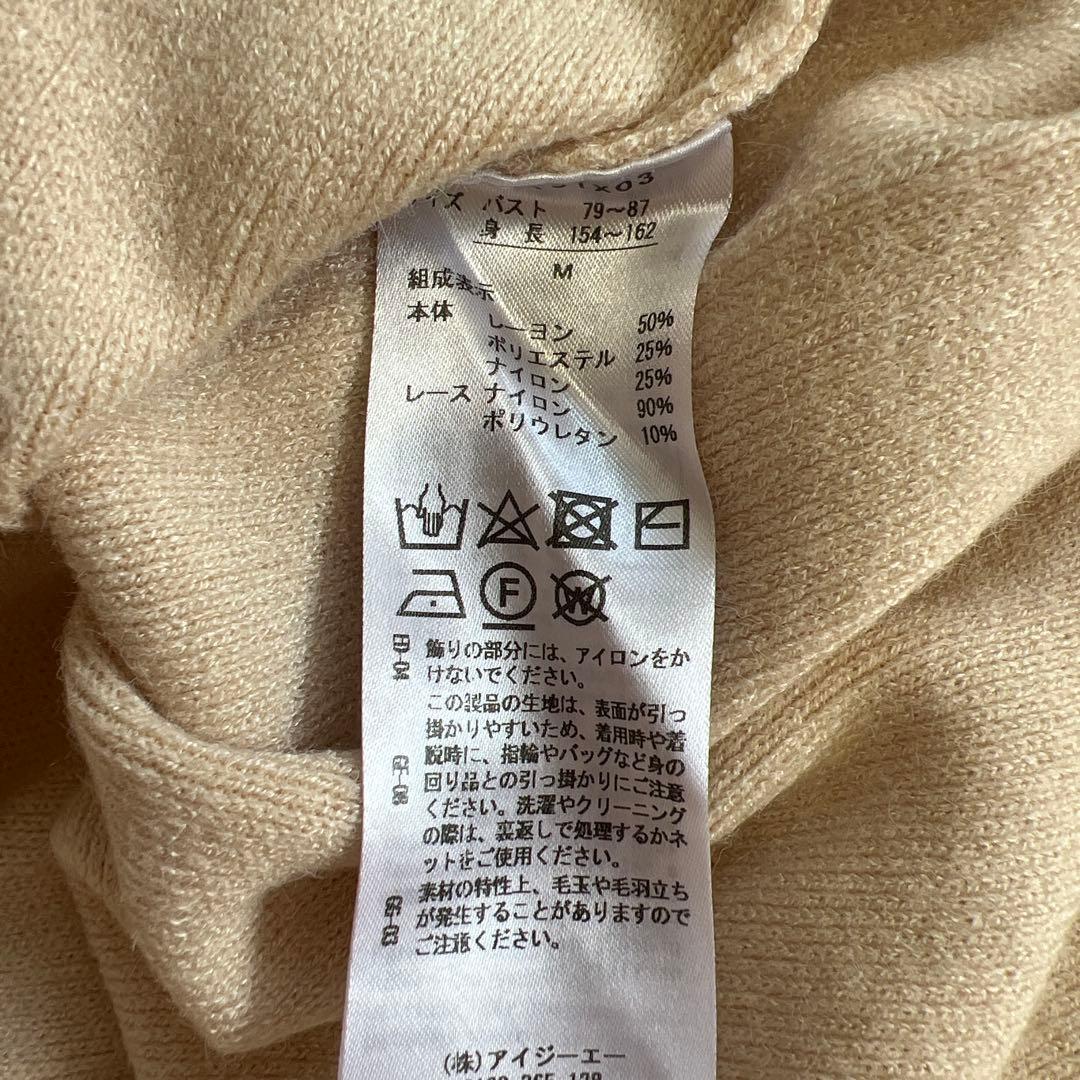 イズ バスト 79～87
身 長 154～162
M
組成表示
本体
レーヨン 50%
ポリエステル 25%
ナイロン 25%
レース ナイロン 90%
ポリウレタン 10%
F
W
飾りの部分には、アイロンをか
けないでください。
この製品の生地は、表面が引っ
掛かりやすいため、着用時や着
脱時に、指輪やバッグなど身の
回り品との引っ掛かりにご注意
ください。洗濯やクリーニング
の際は、裏返しで処理するかネ
ットをご使用ください。
素材の特性上、毛玉や毛羽立ち
が発生することがありますので
ご注意ください。
(株)アイジーエー